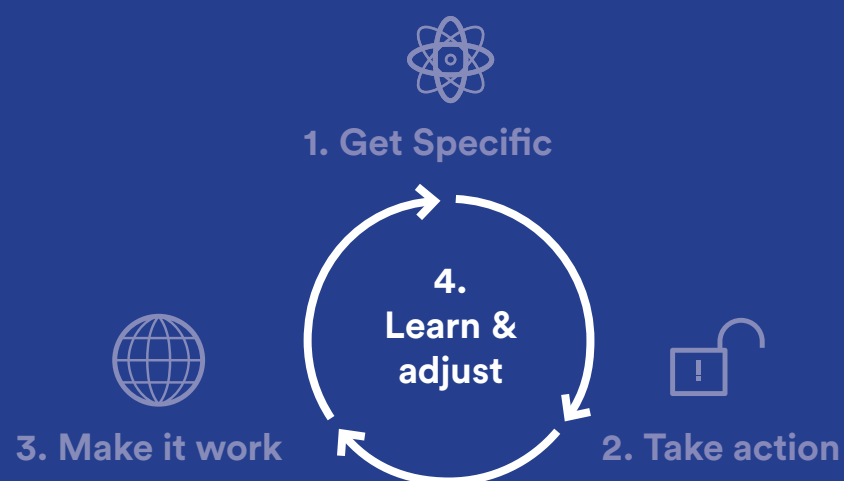 1. Get Specific
4.
Learn &
adjust
3. Make it work
2. Take action